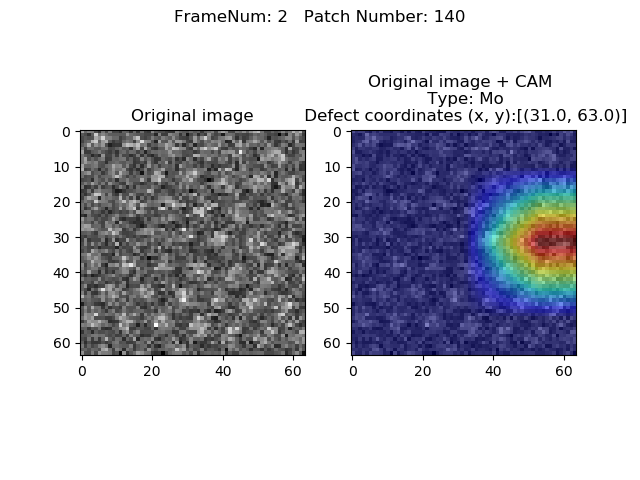 FrameNum: 2   Patch Number: 140
Original image
0
10
20
30
40
50
60
0 20 40 60
Original image + CAM
Type: Mo
Defect coordinates (x, y):[(31.0, 63.0)]
0
10
20
30
40
50
60
0 20 40 60